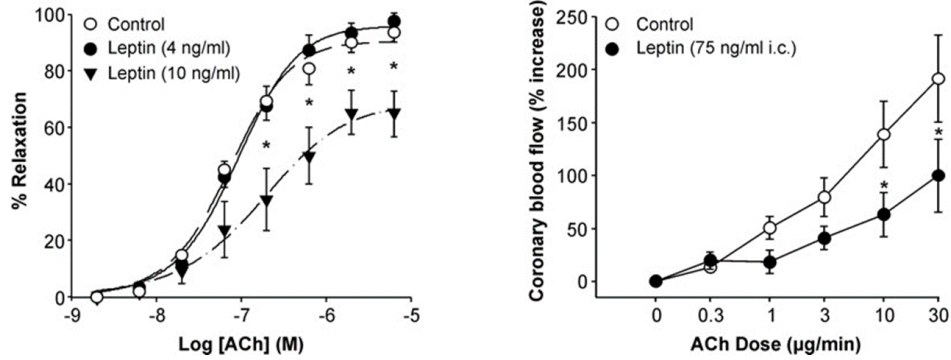 Control
Leptin (4 ng/ml)
Leptin (10 ng/ml)
% Relaxation
100
80
60
40
20
0
* * * *
-9 -8 -7 -6 -5
Log [ACh] (M)
Control
Leptin (75 ng/ml i.c.)
Coronary blood flow (% increase)
250
200
150
100
50
0
* *
0 0.3 1 3 10 30
ACh Dose (µg/min)